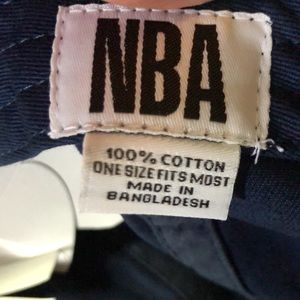 NBA
100% COTTON
ONE SIZE FITS MOST
MADE IN
BANGLADESH